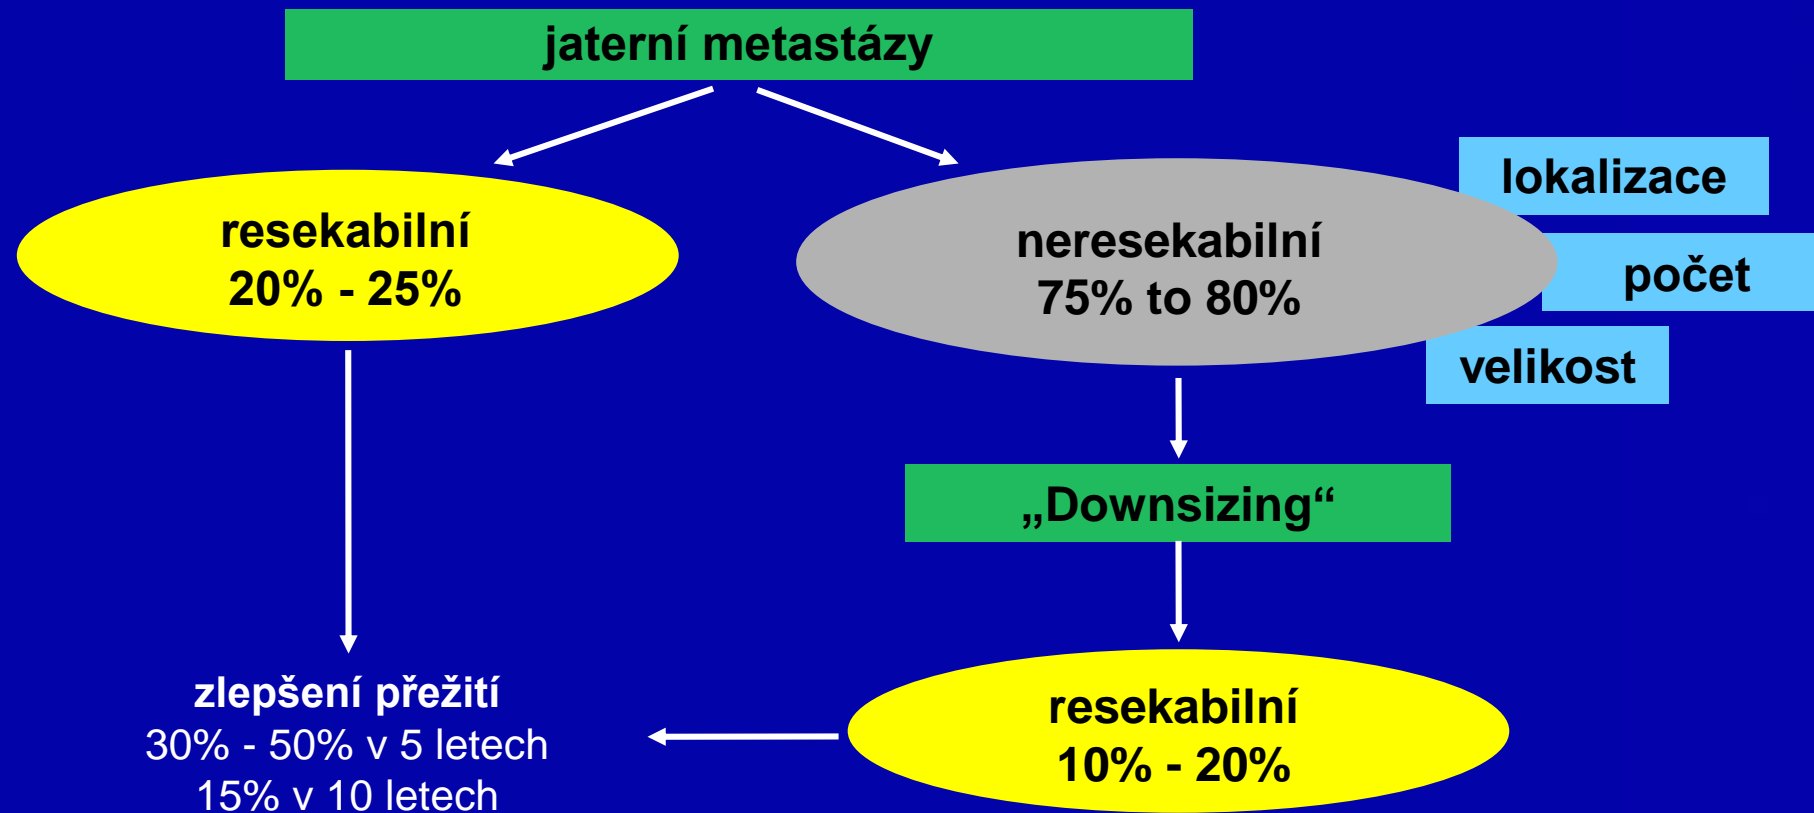 jaterní metastázy
resekabilní
20% - 25%
neresekabilní
75% to 80%
lokalizace
počet
velikost
„Downsizing“
resekabilní
10% - 20%
zlepšení přežití
30% - 50% v 5 letech
15% v 10 letech